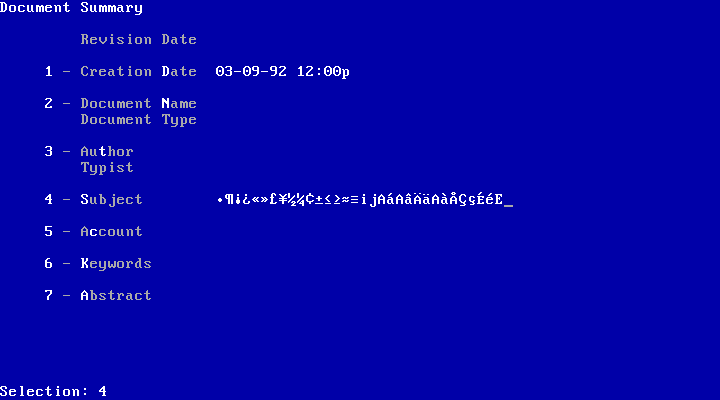 Document Summary
Revision Date
1 - Creation Date 03-09-92 12:00p
2 - Document Name
Document Type
3 - Author
Typist
4 - Subject •¶¡¿«»£¥½¼¢±≤≥≈≡ijAáAâÄäAàÅÇçÉéE_
5 - Account
6 - Keywords
7 - Abstract
Selection: 4